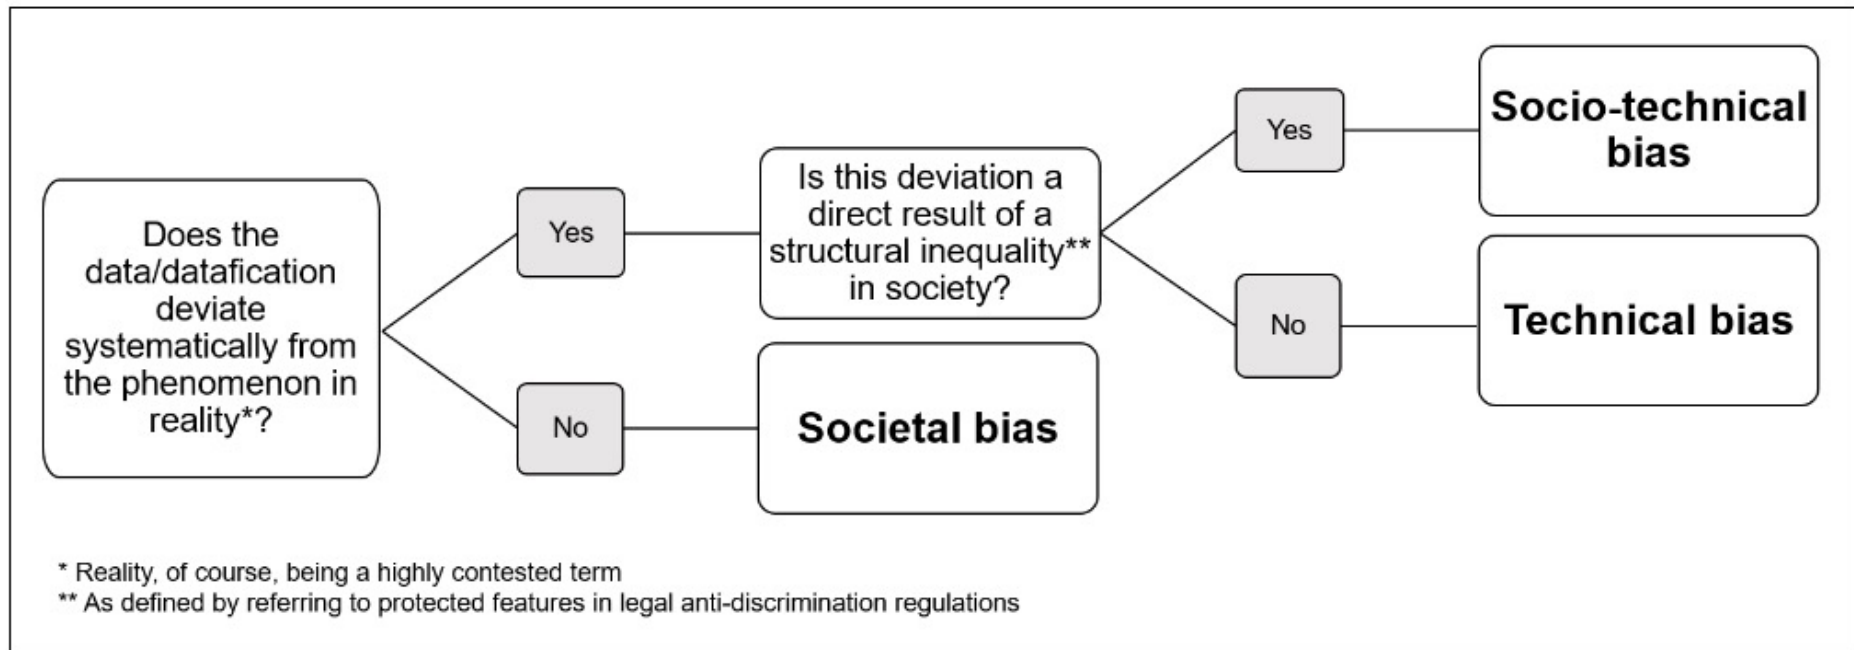 Does the
data/datafication
deviate
systematically from
the phenomenon in
reality*?
Yes
No
Is this deviation a
direct result of a
structural inequality**
in society?
Societal bias
Yes
No
Socio-technical
bias
Technical bias
* Reality, of course, being a highly contested term
** As defined by referring to protected features in legal anti-discrimination regulations